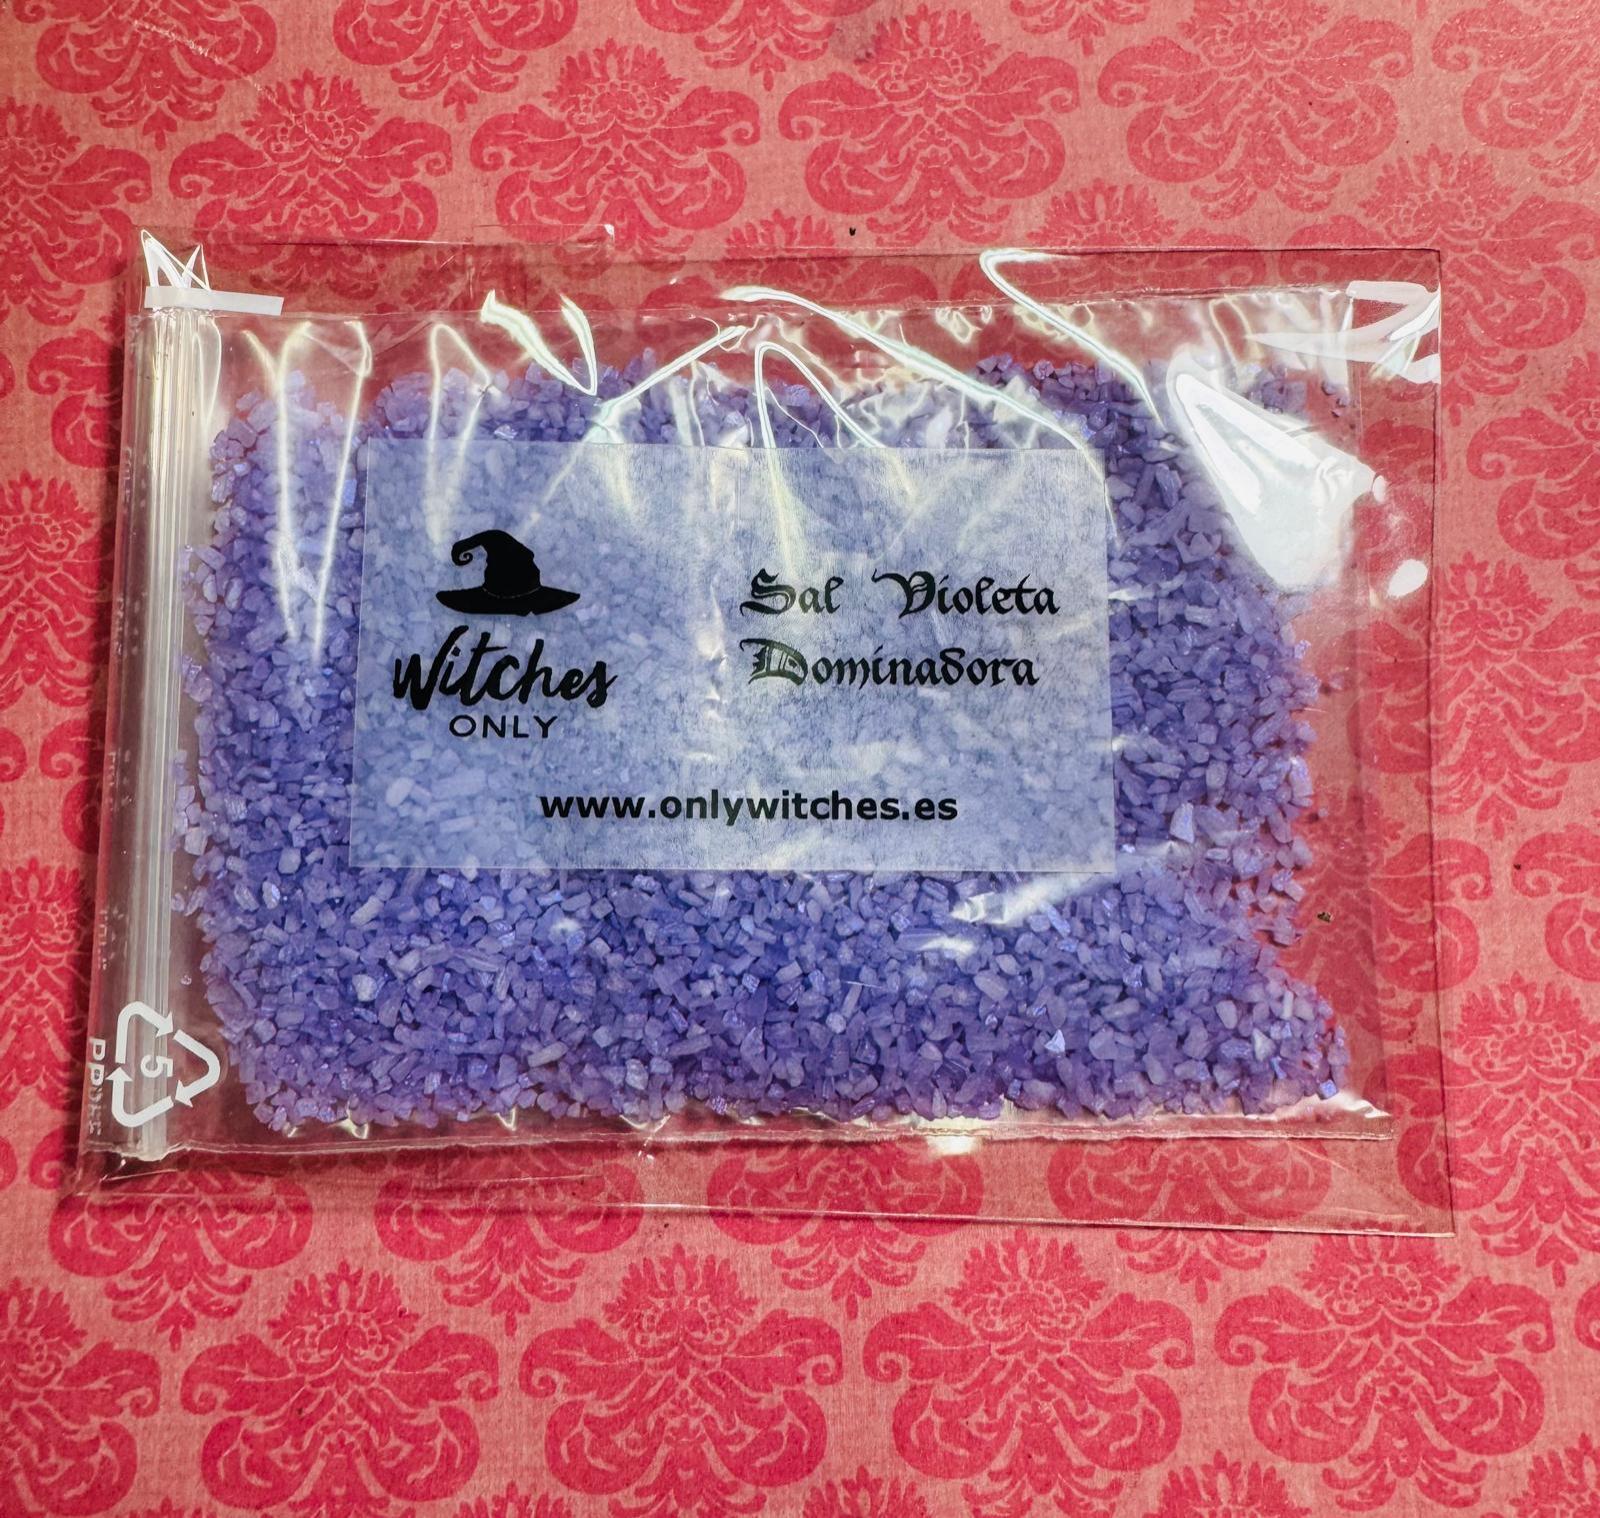 Witches
ONLY
Sal Violeta
Dominadora
www.onlywitches.es
5